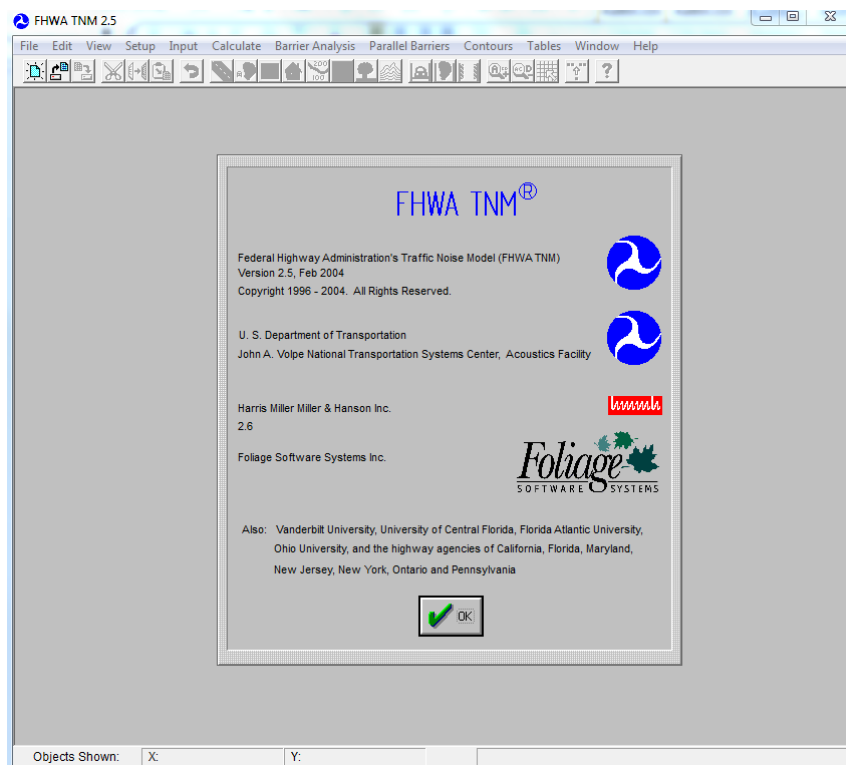 FHWA TNM 2.5
File Edit View Setup Input Calculate Barrier Analysis Parallel Barriers Contours Tables Window Help
FHWA TNM®
Federal Highway Administration's Traffic Noise Model (FHWA TNM)
Version 2.5, Feb 2004
Copyright 1996 - 2004. All Rights Reserved.
U. S. Department of Transportation
John A. Volpe National Transportation Systems Center, Acoustics Facility
Harris Miller Miller & Hanson Inc.
2.6
Foliage Software Systems Inc.
Foliage
SOFTWARE SYSTEMS
Also: Vanderbilt University, University of Central Florida, Florida Atlantic University,
Ohio University, and the highway agencies of California, Florida, Maryland,
New Jersey, New York, Ontario and Pennsylvania
OK
Objects Shown: X: Y: